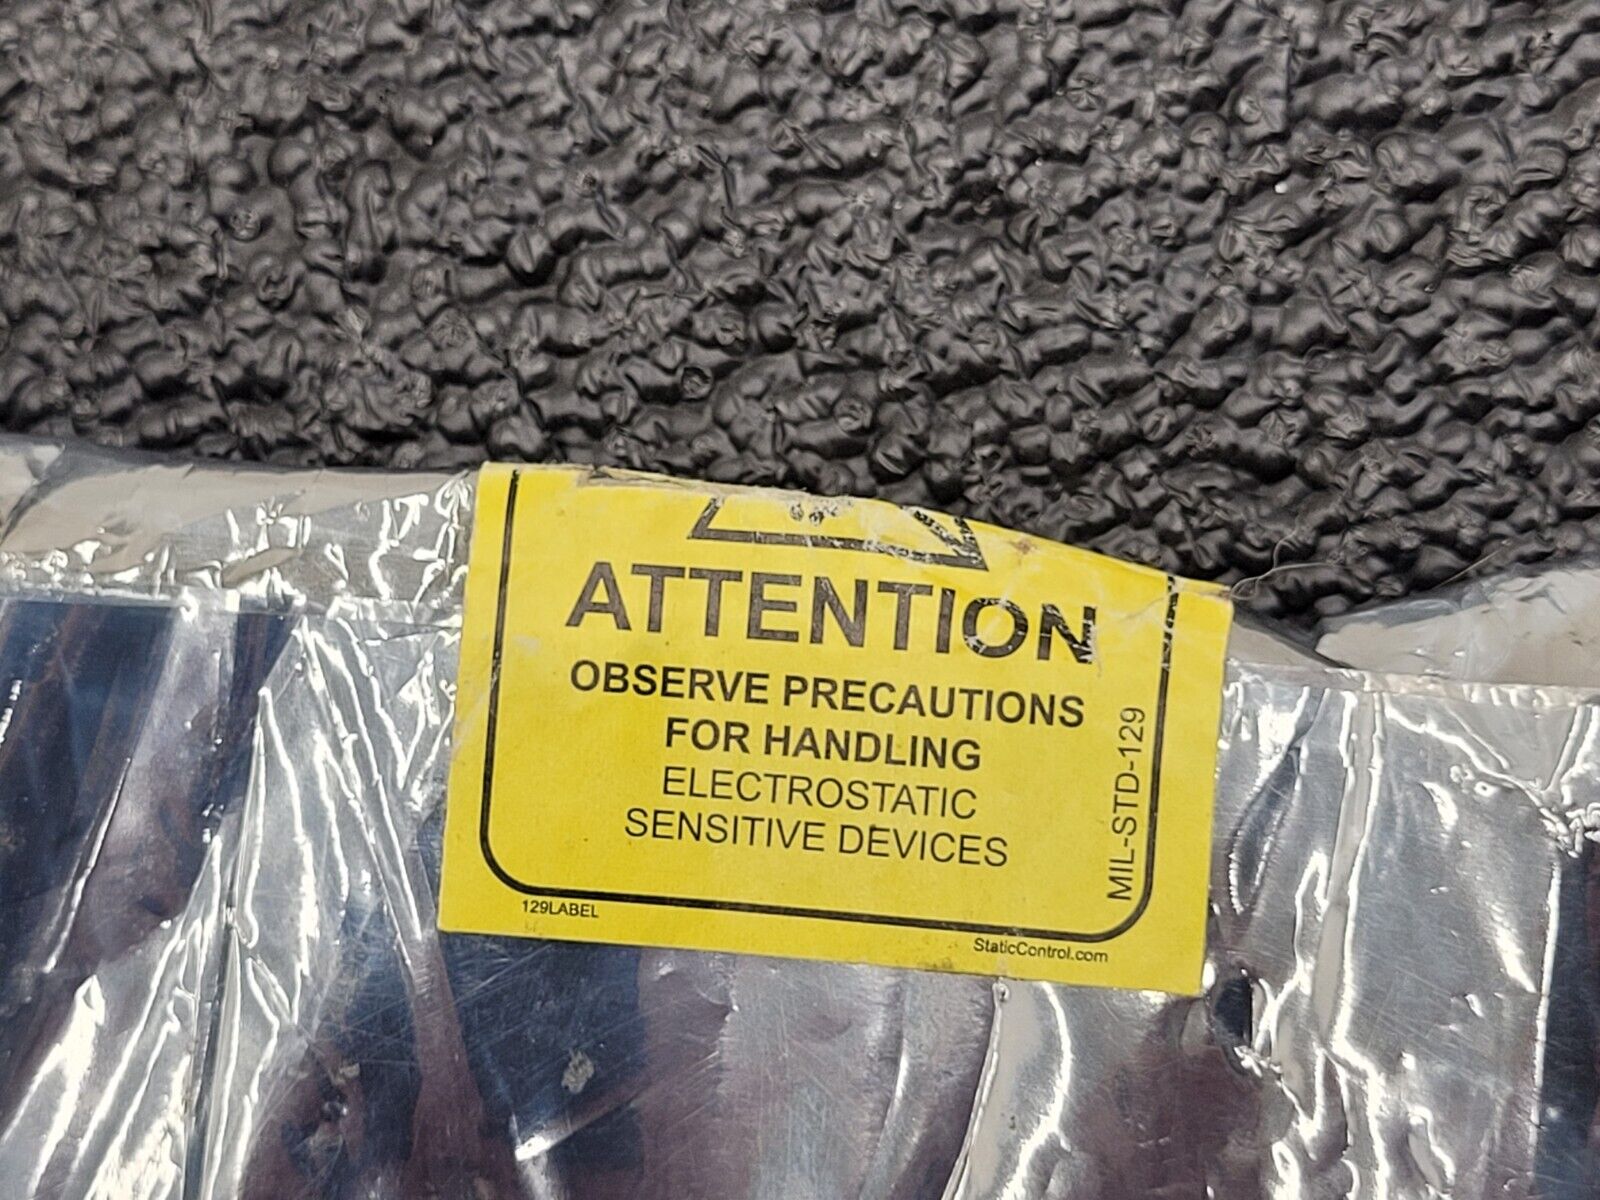 ATTENTION
OBSERVE PRECAUTIONS
FOR HANDLING
ELECTROSTATIC
SENSITIVE DEVICES
MIL-STD-129
129LABEL
StaticControl.com